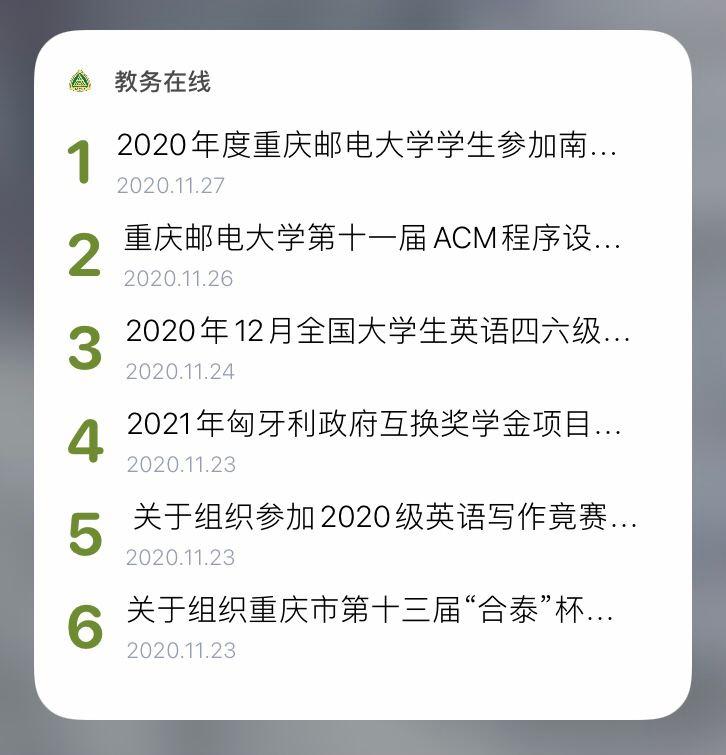 教务在线
1
2020年度重庆邮电大学学生参加南...
2020.11.27
2
重庆邮电大学第十一届ACM程序设...
2020.11.26
3
2020年12月全国大学生英语四六级...
2020.11.24
4
2021年匈牙利政府互换奖学金项目...
2020.11.23
5
关于组织参加2020级英语写作竟赛...
2020.11.23
6
关于组织重庆市第十三届“合泰”杯...
2020.11.23